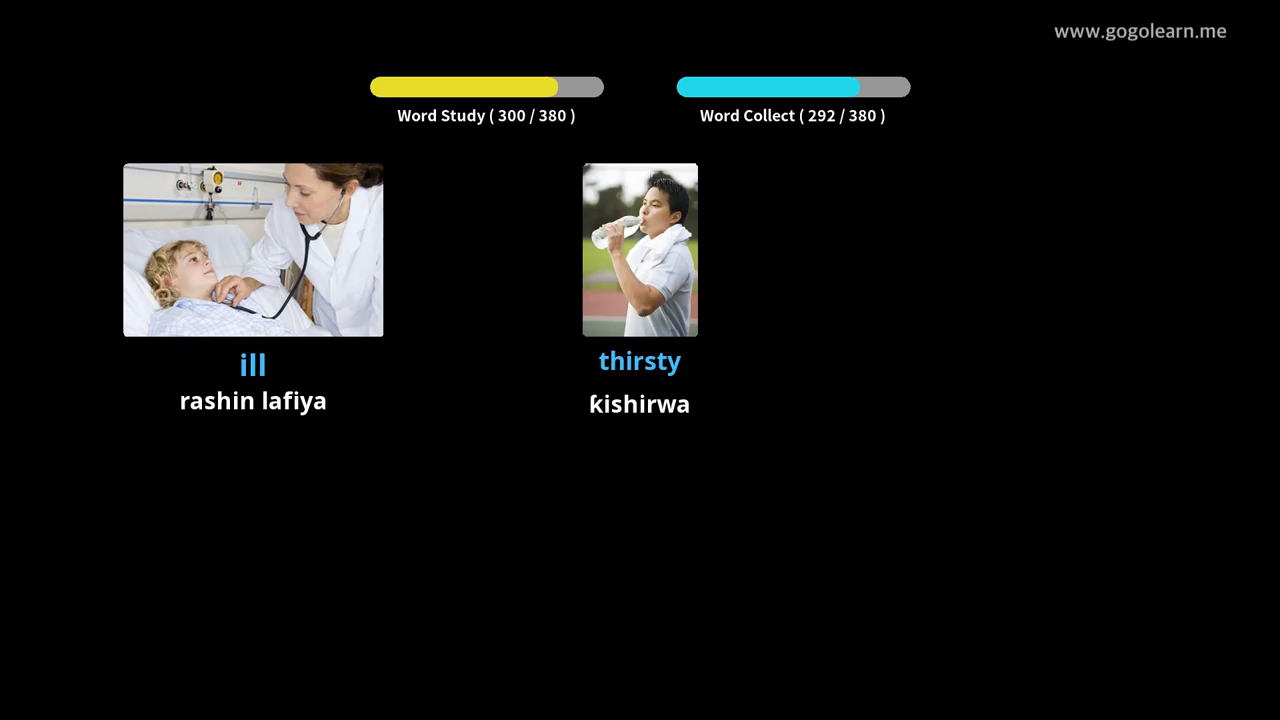 www.gogolearn.me
Word Study ( 300 / 380 )
Word Collect ( 292 / 380 )
ill
rashin lafiya
thirsty
ƙishirwa